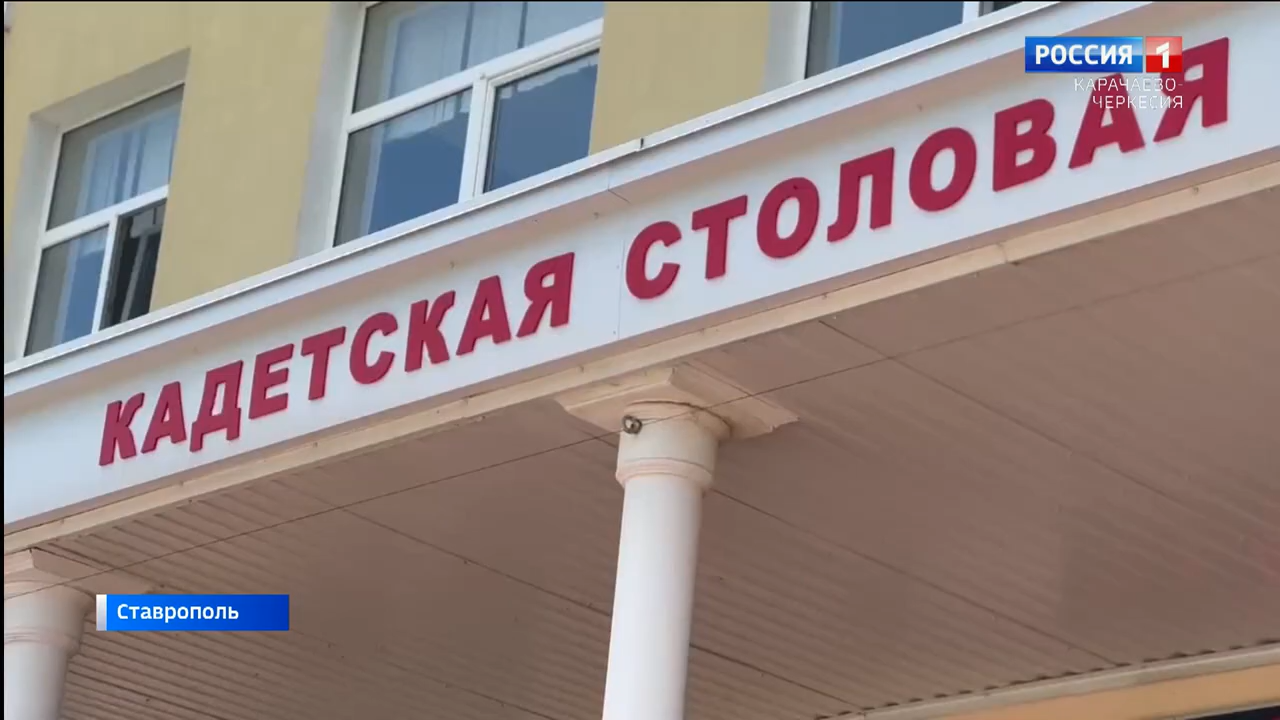 РОССИЯ 1
КАРАЧАЕВО-
ЧЕРКЕСИЯ
КАДЕТСКАЯ СТОЛОВАЯ
Ставрополь